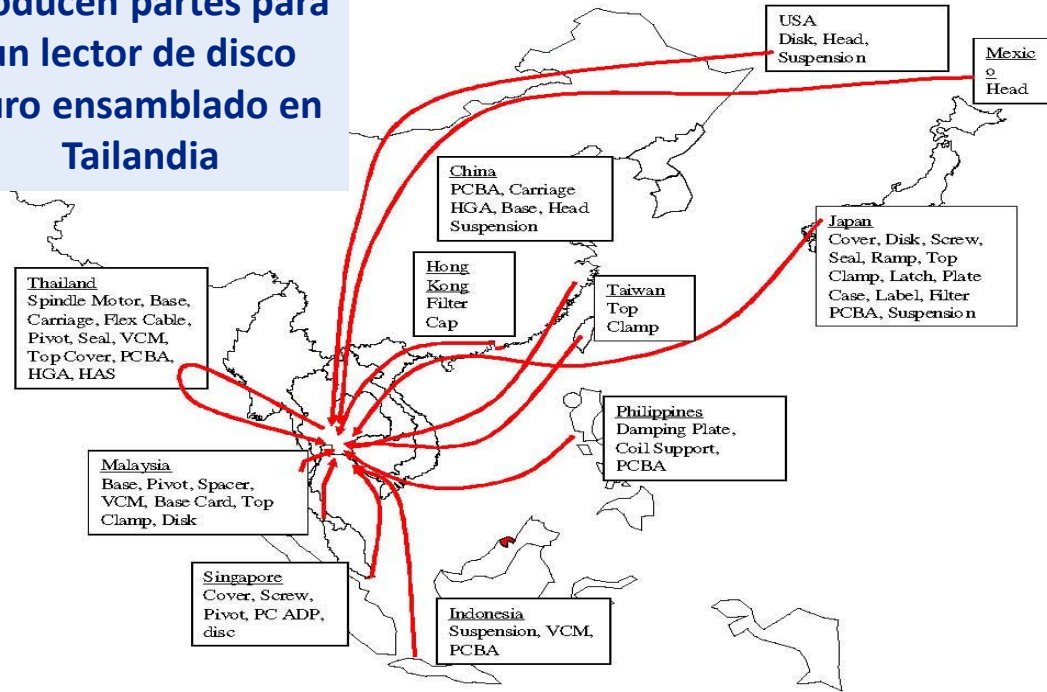 partes para
un lector de disco
ensamblado en
Tailandia
USA
Disk, Head,
Suspension
Mexic
o
Head
China
PCBA, Carriage
HGA, Base, Head
Suspension
Japan
Cover, Disk, Screw,
Seal, Ramp, Top
Clamp, Latch, Plate
Case, Label, Filter
PCBA, Suspension
Hong
Kong
Filter
Cap
Taiwan
Top
Clamp
Thailand
Spindle Motor, Base,
Carriage, Flex Cable,
Pivot, Seal, VCM,
Top Cover, PCBA,
HGA, HAS
Philippines
Damping Plate,
Coil Support,
PCBA
Malaysia
Base, Pivot, Spacer,
VCM, Base Card, Top
Clamp, Disk
Singapore
Cover, Screw,
Pivot, PC ADP,
disc
Indonesia
Suspension, VCM,
PCBA